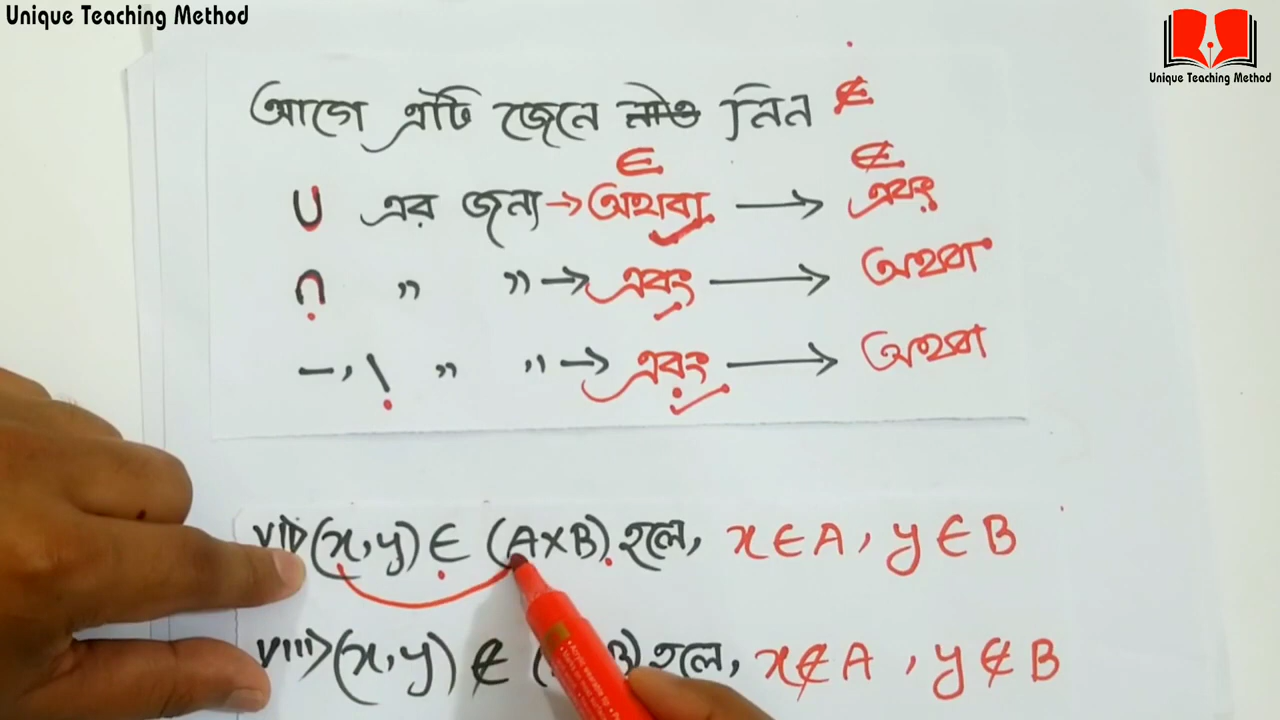 Unique Teaching Method
Unique Teaching Method
আগে এটি জেনে নাও নিন ∉
∈ ∉
∪ এর জন্য → অথবা → এবং
∩ " " → এবং → অথবা
−, \ " " → এবং → অথবা
vii> (x,y) ∈ (A×B) হলে, x∈A, y∈B
viii> (x,y) ∉ ( B) হলে, x∉A, y∉B